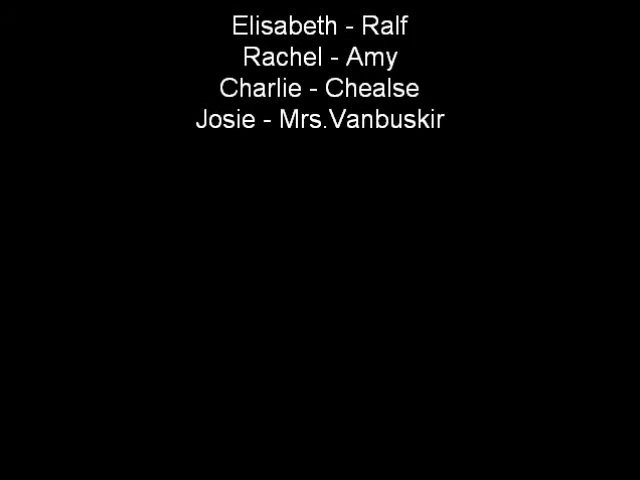 Elisabeth - Ralf
Rachel - Amy
Charlie - Chealse
Josie - Mrs.Vanbuskir